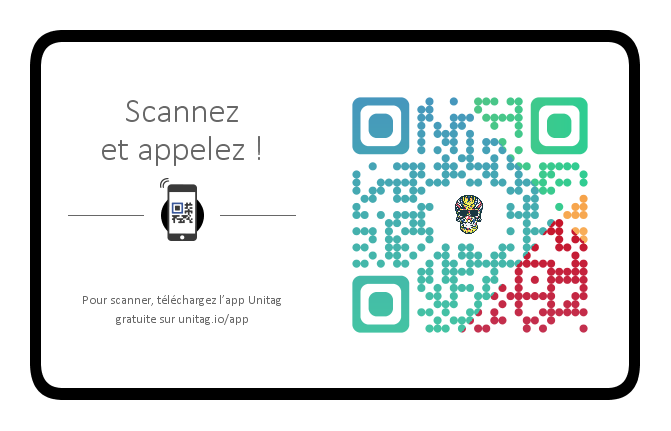 Scannez
et appelez !
Pour scanner, téléchargez l'app Unitag
gratuite sur unitag.io/app